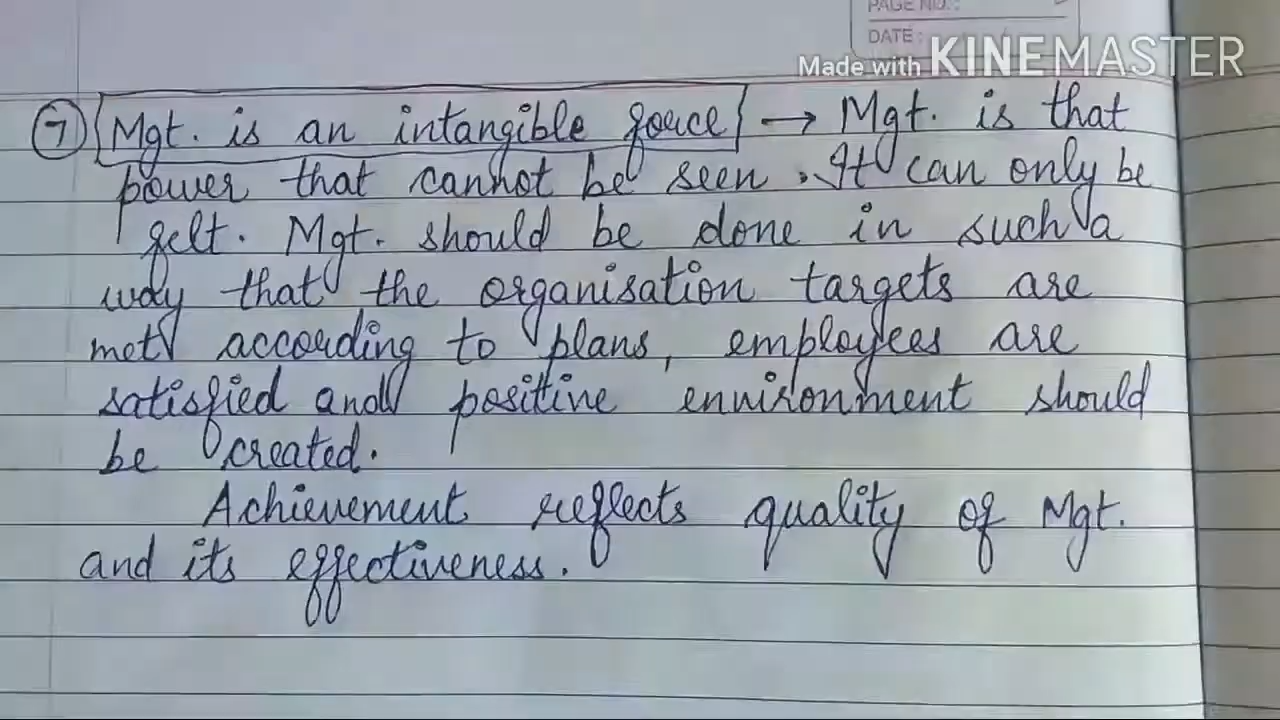 PAGE NO.:
DATE:
Made with KINEMASTER
⑦ Mgt. is an intangible force → Mgt. is that
power that cannot be seen. It can only be
felt. Mgt. should be done in such a
way that the organisation targets are
met according to plans, employees are
satisfied and positive environment should
be created.
Achievement reflects quality of Mgt.
and its effectiveness.